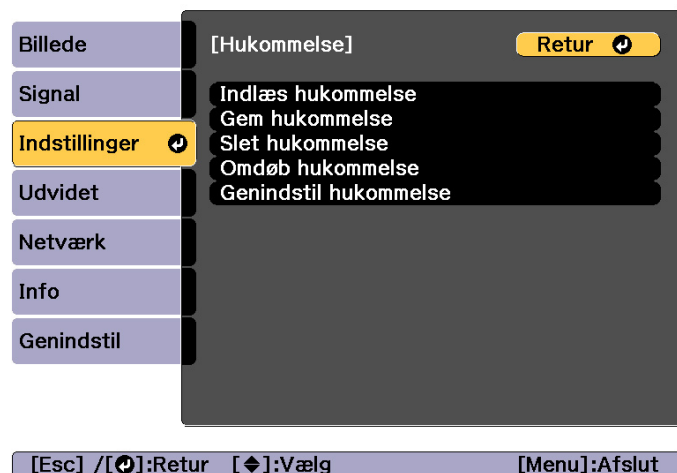 Billede
Signal
Indstillinger
Udvidet
Netværk
Info
Genindstil
[Hukommelse]
Retur
Indlæs hukommelse
Gem hukommelse
Slet hukommelse
Omdøb hukommelse
Genindstil hukommelse
[Esc] /[↵]:Retur [◆]:Vælg [Menu]:Afslut